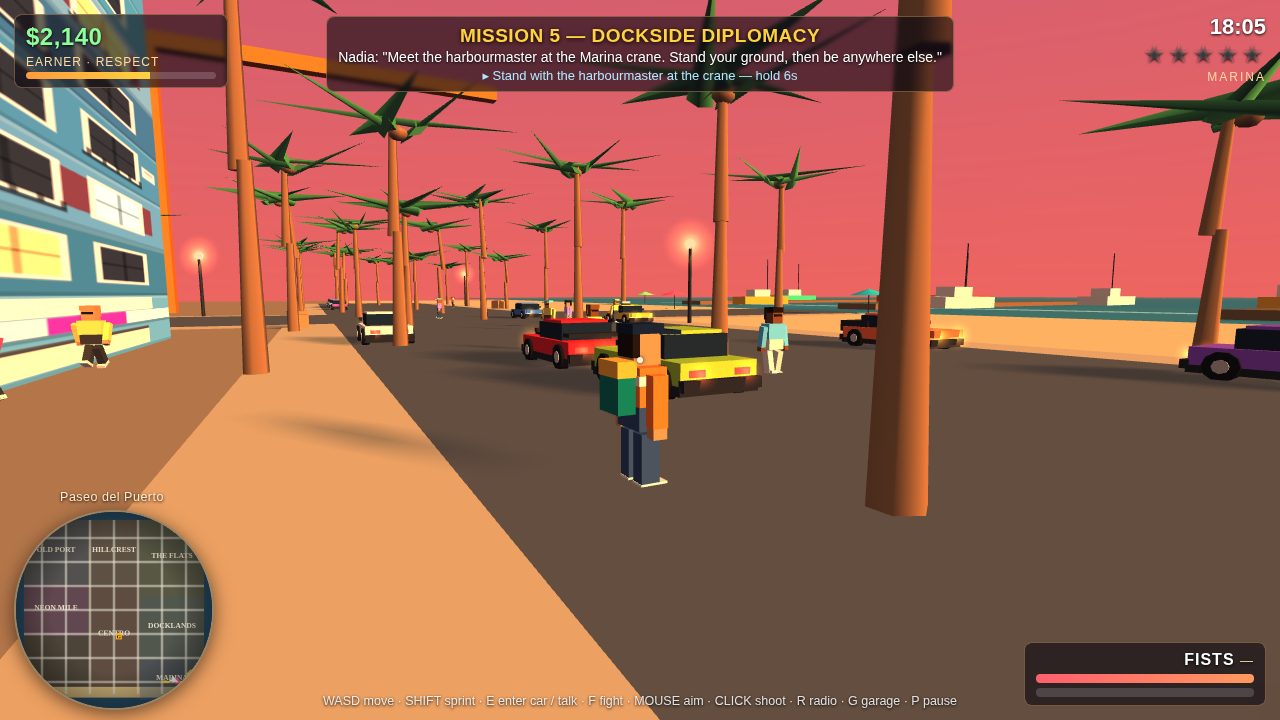 $2,140
EARNER · RESPECT
MISSION 5 — DOCKSIDE DIPLOMACY
Nadia: "Meet the harbourmaster at the Marina crane. Stand your ground, then be anywhere else."
▸ Stand with the harbourmaster at the crane — hold 6s
18:05
MARINA
Paseo del Puerto
OLD PORT
HILLCREST
THE FLATS
NEON MILE
DOCKLANDS
CENTRO
FISTS —
WASD move · SHIFT sprint · E enter car / talk · F fight · MOUSE aim · CLICK shoot · R radio · G garage · P pause